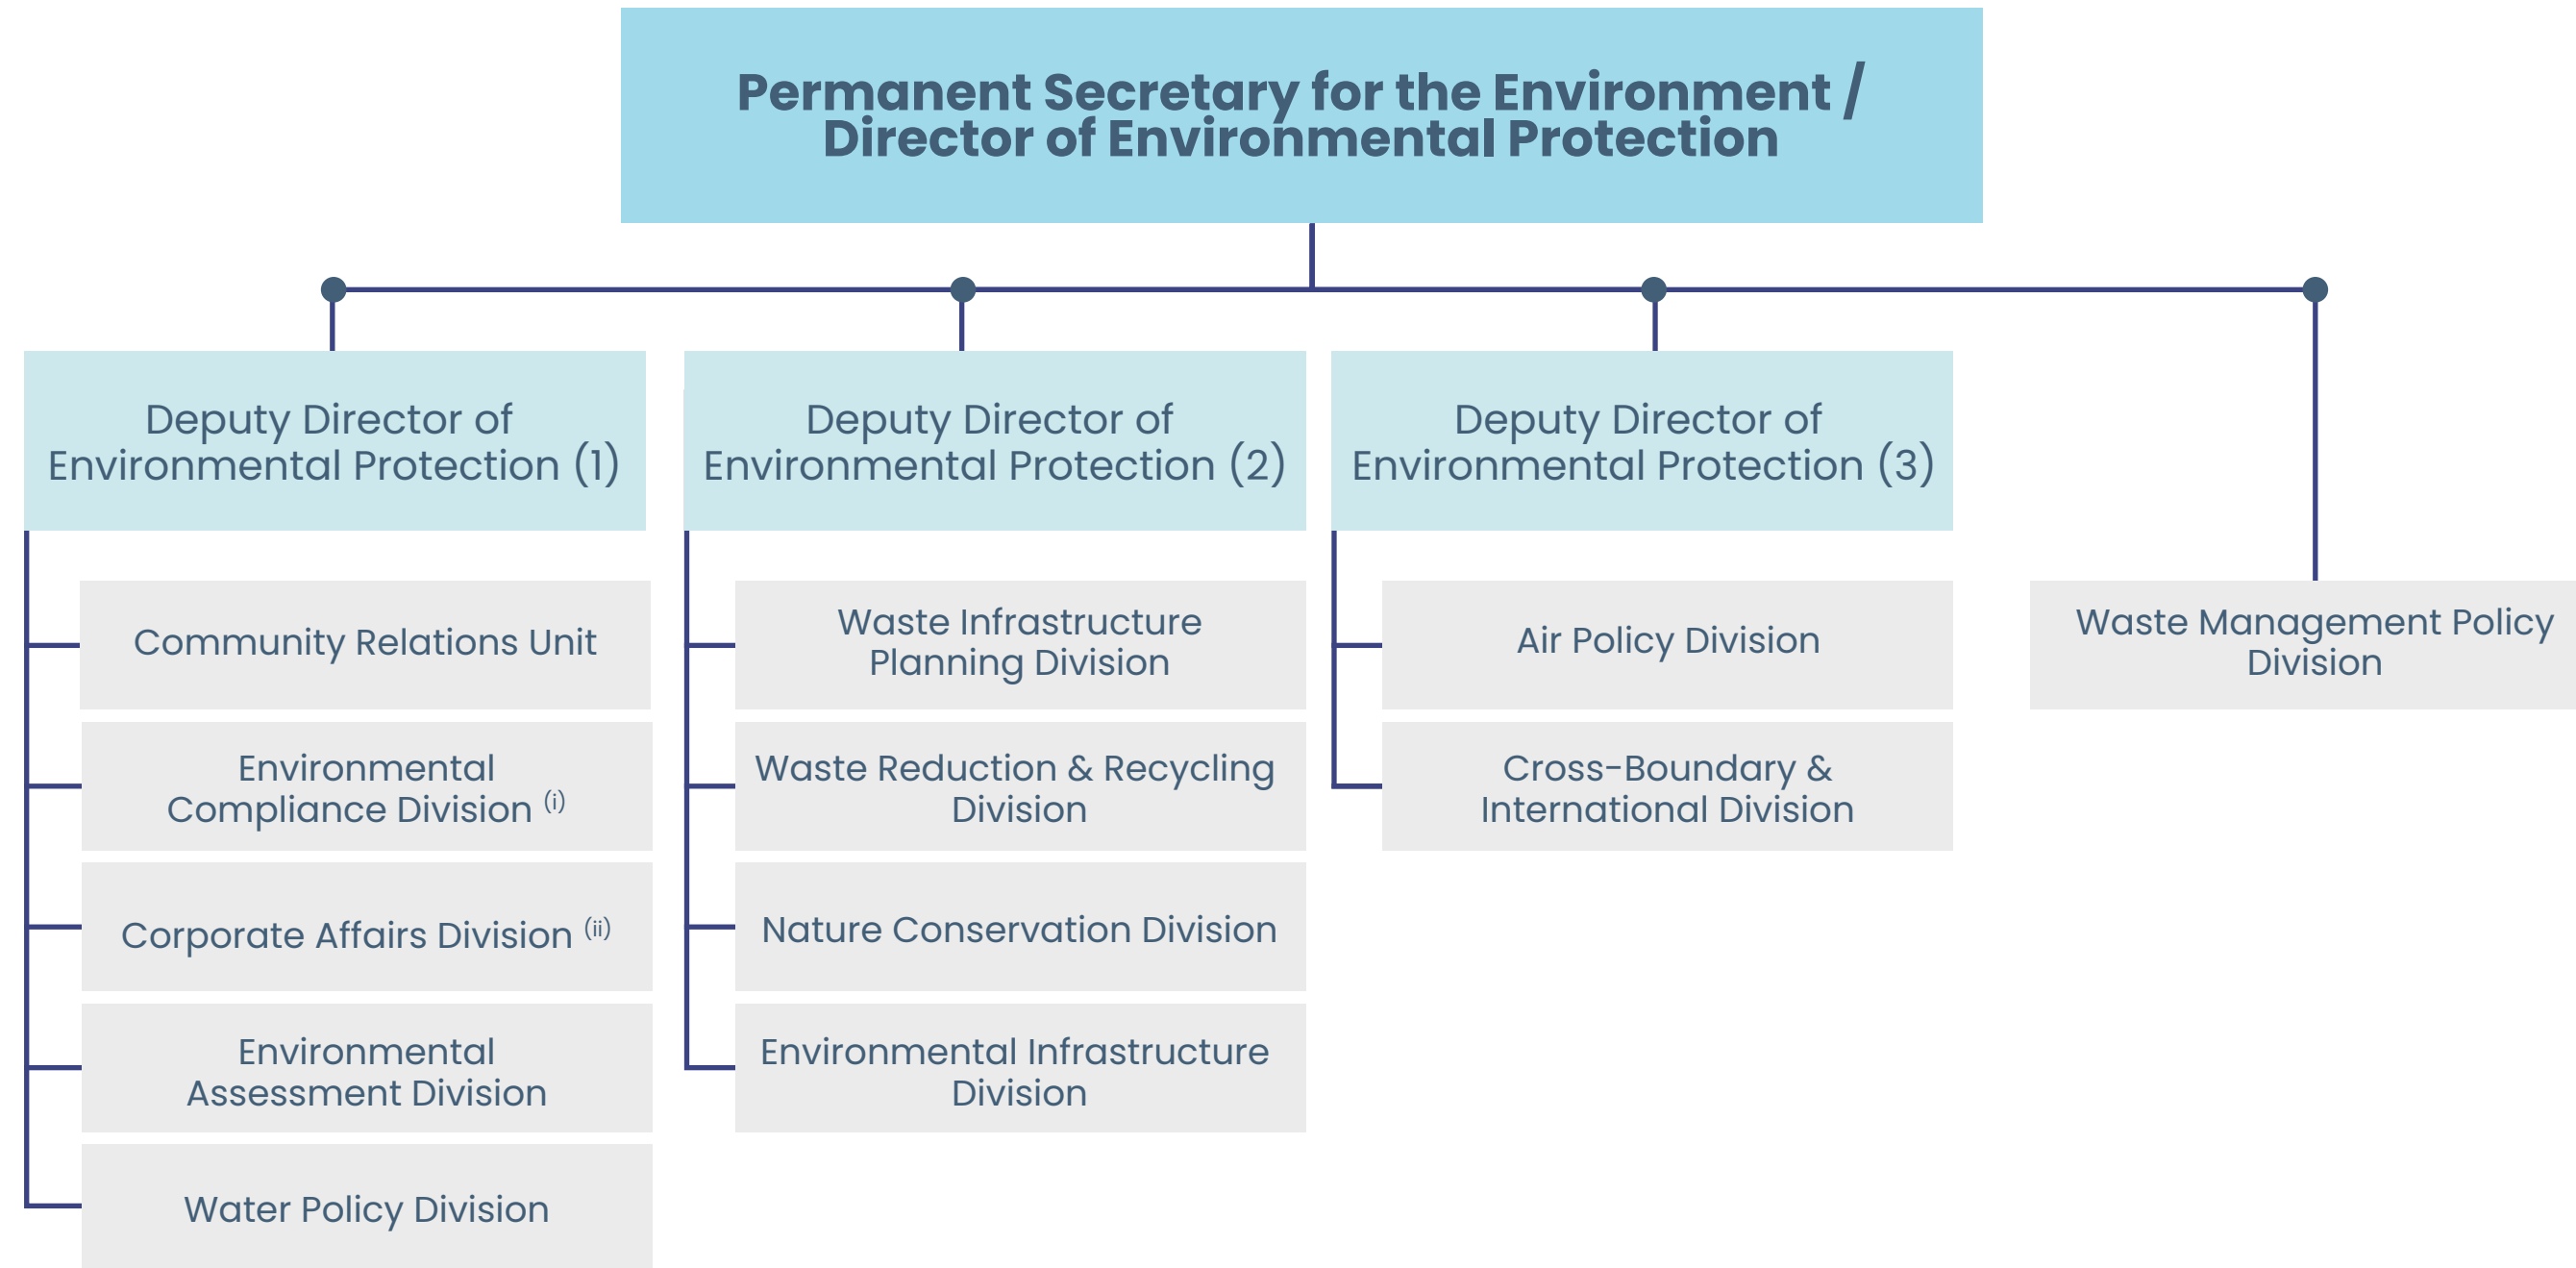 Permanent Secretary for the Environment /
Director of Environmental Protection
Deputy Director of
Environmental Protection (1)
Community Relations Unit
Environmental
Compliance Division (i)
Corporate Affairs Division (ii)
Environmental
Assessment Division
Water Policy Division
Deputy Director of
Environmental Protection (2)
Waste Infrastructure
Planning Division
Waste Reduction & Recycling
Division
Nature Conservation Division
Environmental Infrastructure
Division
Deputy Director of
Environmental Protection (3)
Air Policy Division
Cross-Boundary &
International Division
Waste Management Policy
Division